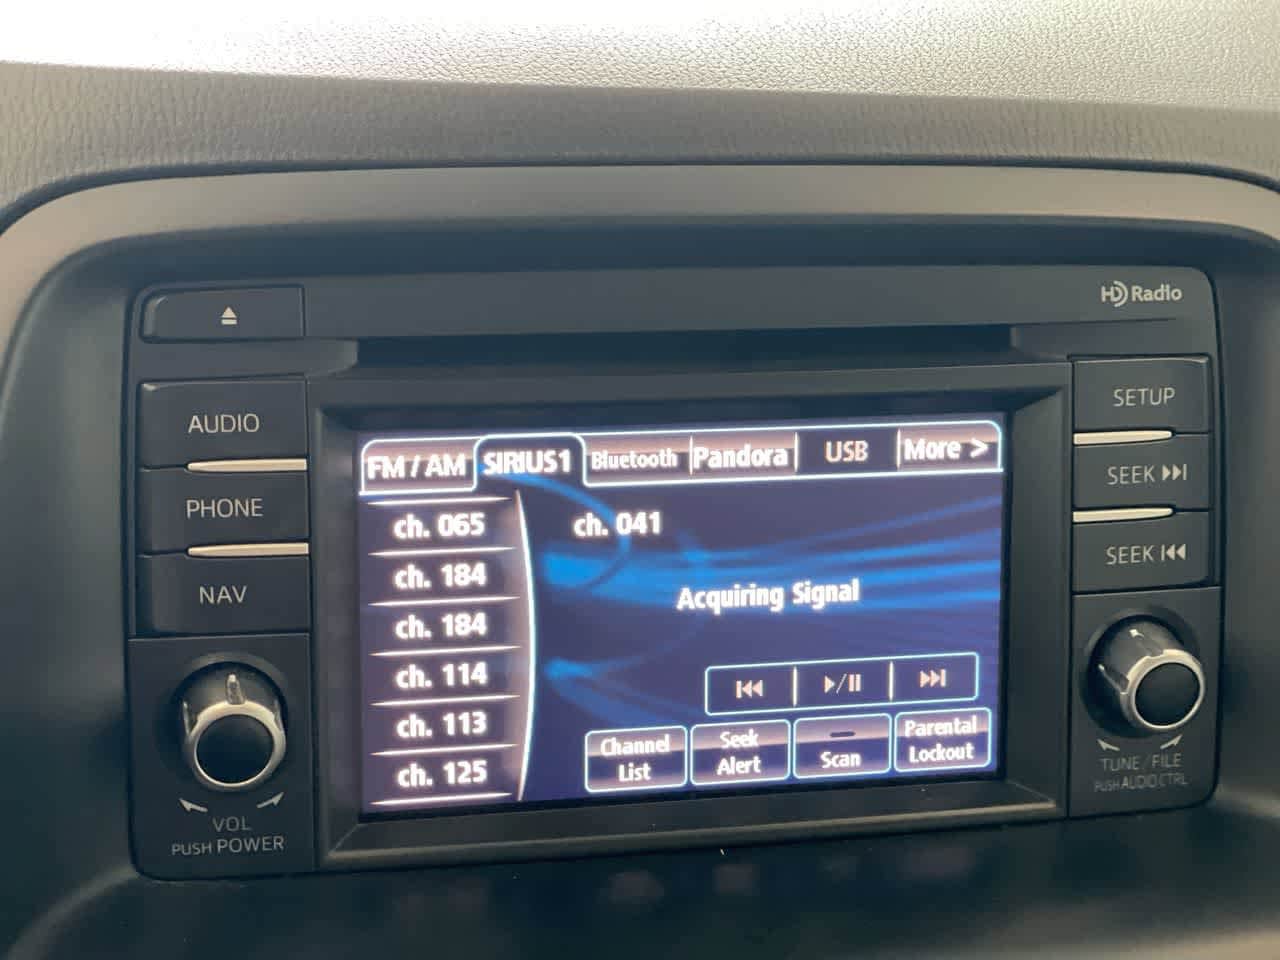 HD Radio
AUDIO
PHONE
NAV
VOL
PUSH POWER
FM / AM
SIRIUS1
Bluetooth
Pandora
USB
More >
ch. 065
ch. 184
ch. 184
ch. 114
ch. 113
ch. 125
ch. 041
Acquiring Signal
Channel
List
Seek
Alert
Scan
Parental
Lockout
SETUP
SEEK
SEEK
TUNE / FILE
PUSH AUDIO CTRL